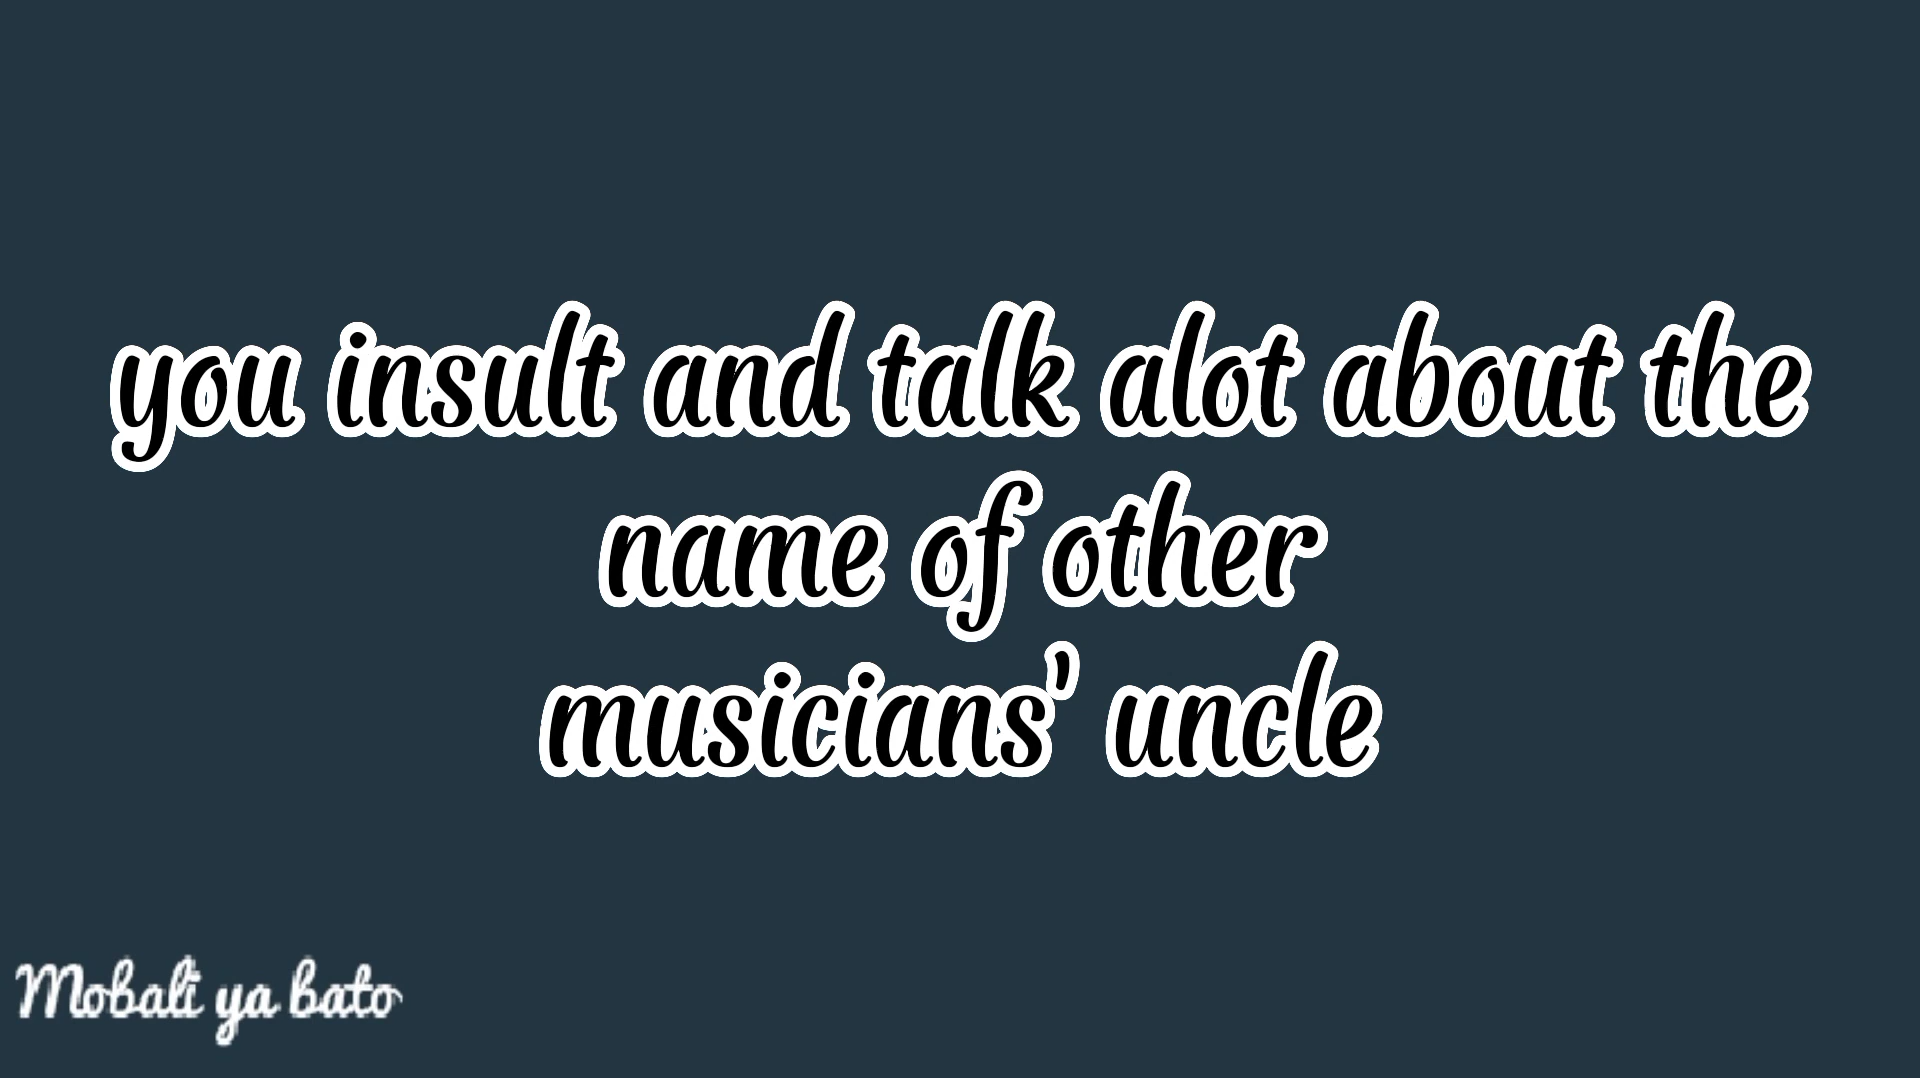 you insult and talk alot about the
name of other
musicians' uncle
Mobali ya bato